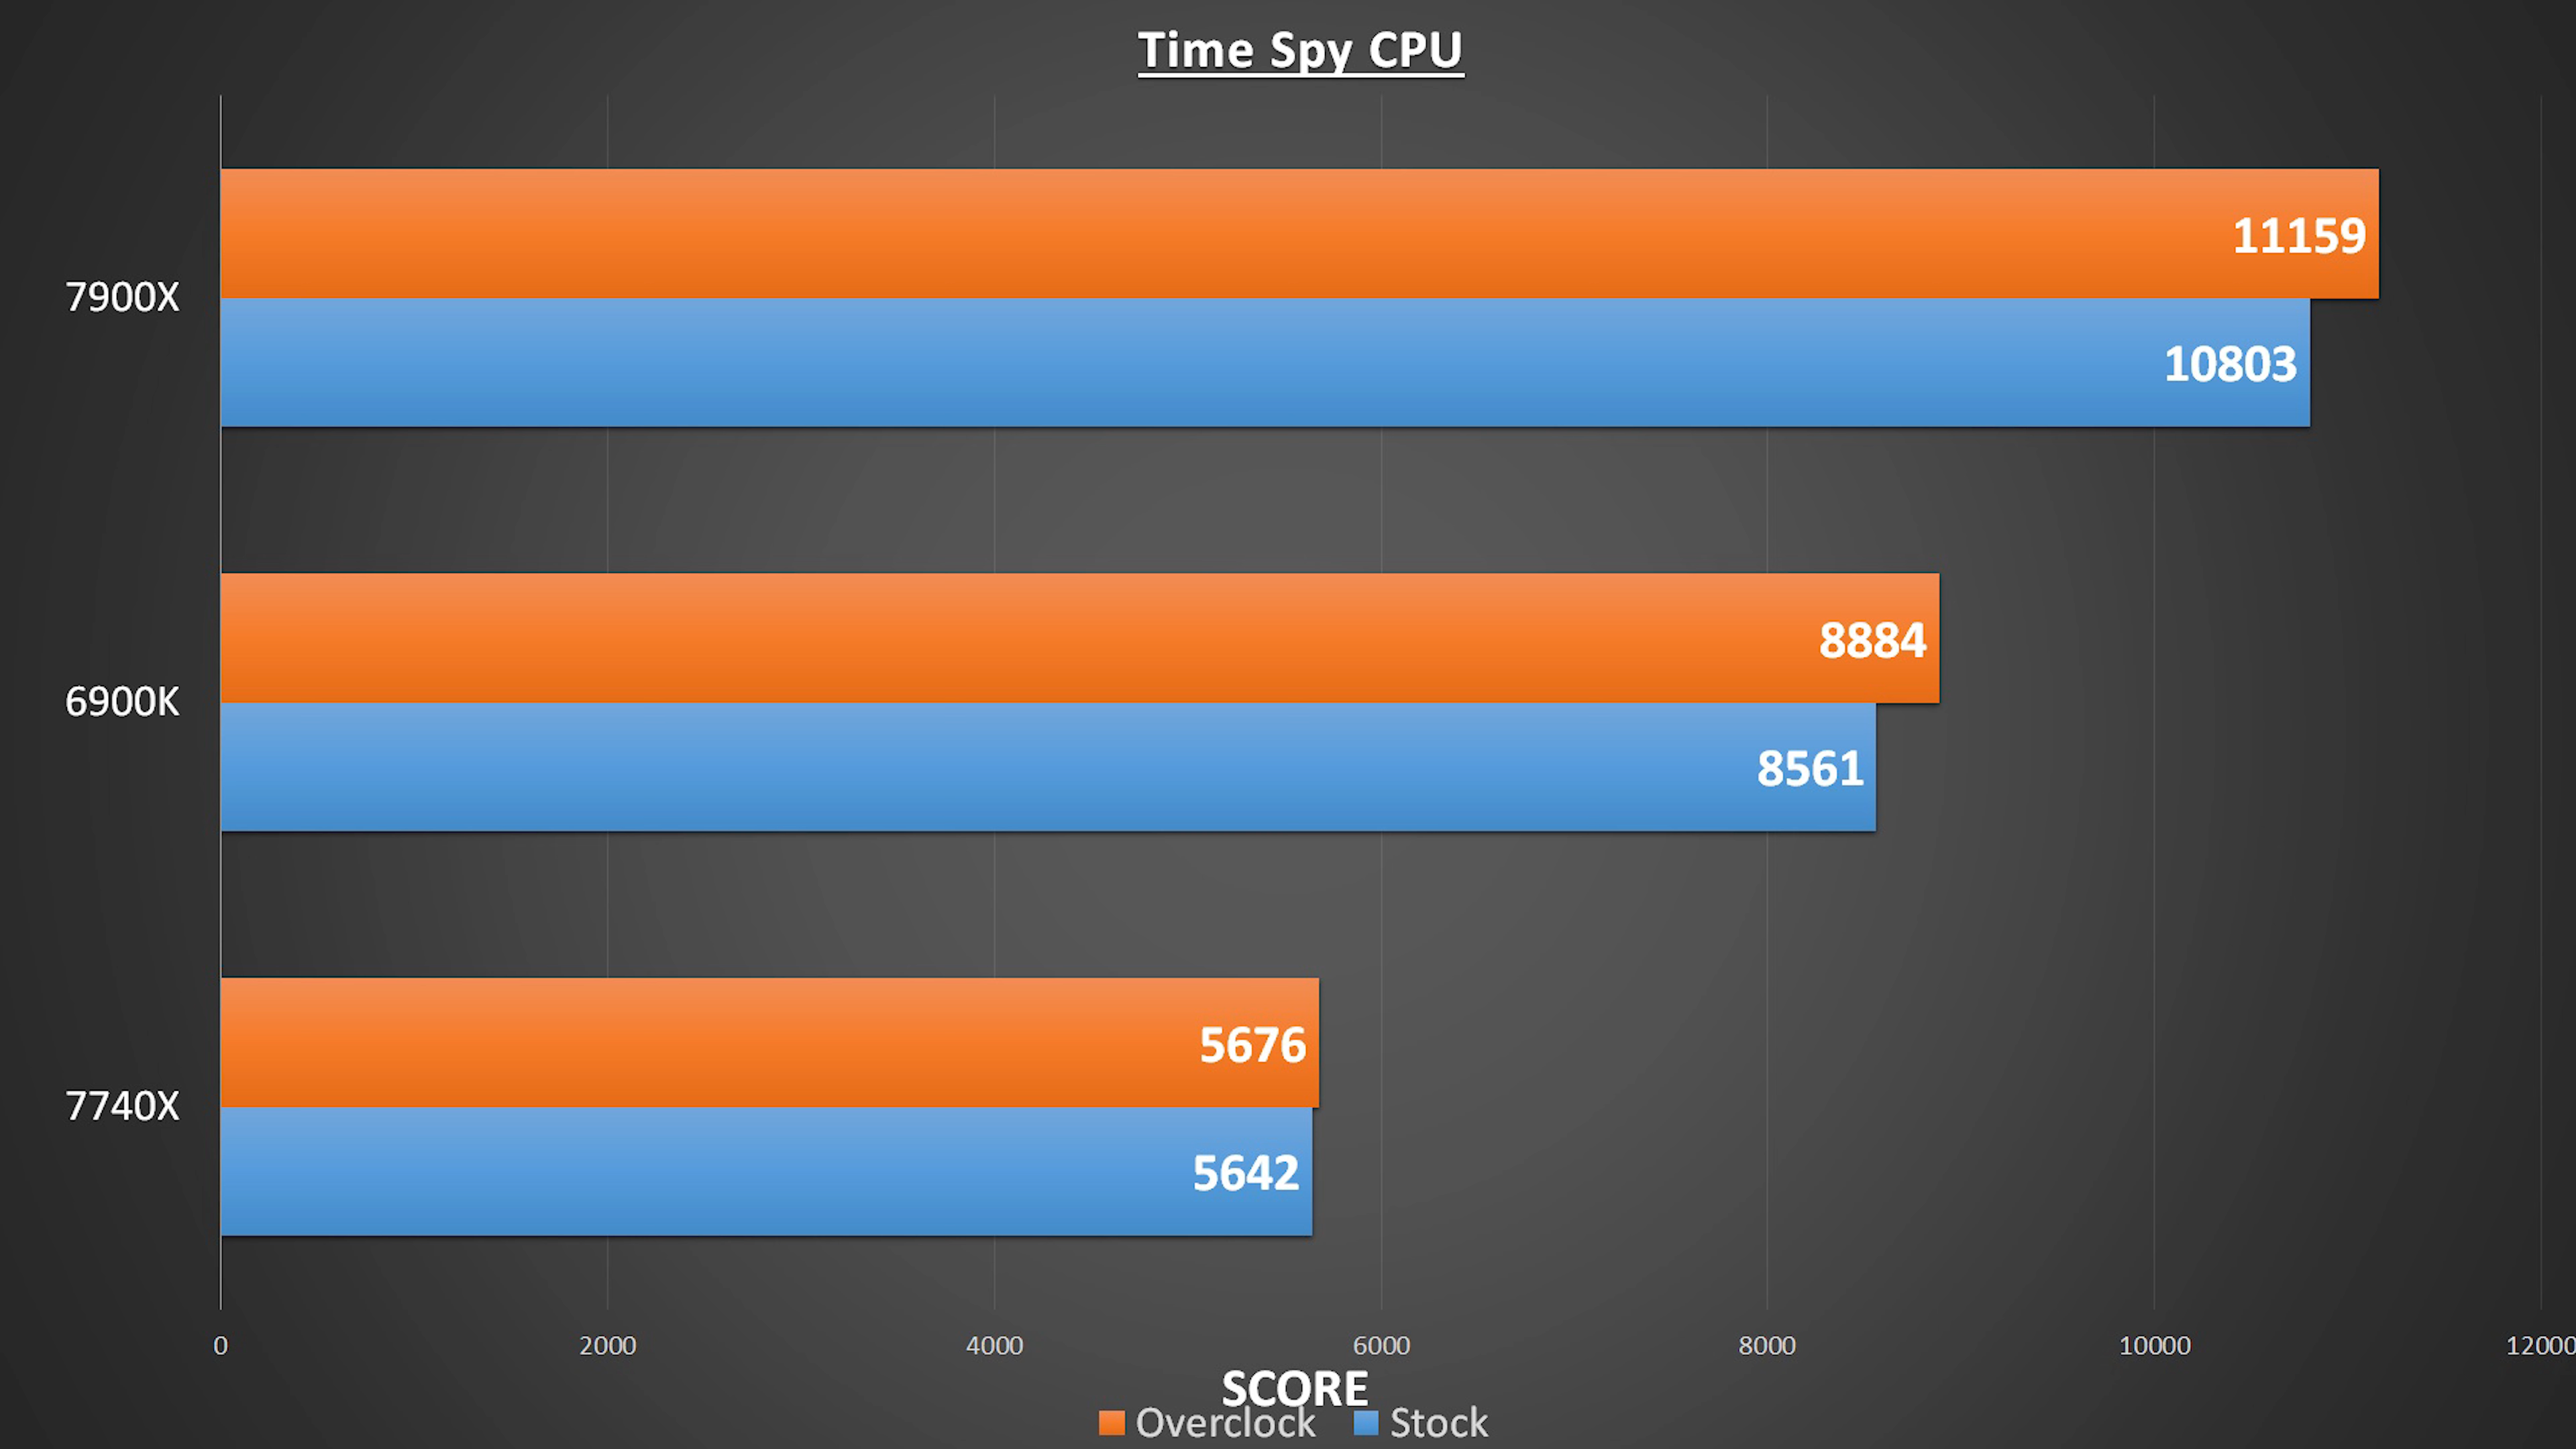 Time Spy CPU
11159
7900X
10803
8884
6900K
8561
5676
7740X
5642
0 2000 4000 6000 8000 10000 12000
SCORE
Overclock Stock